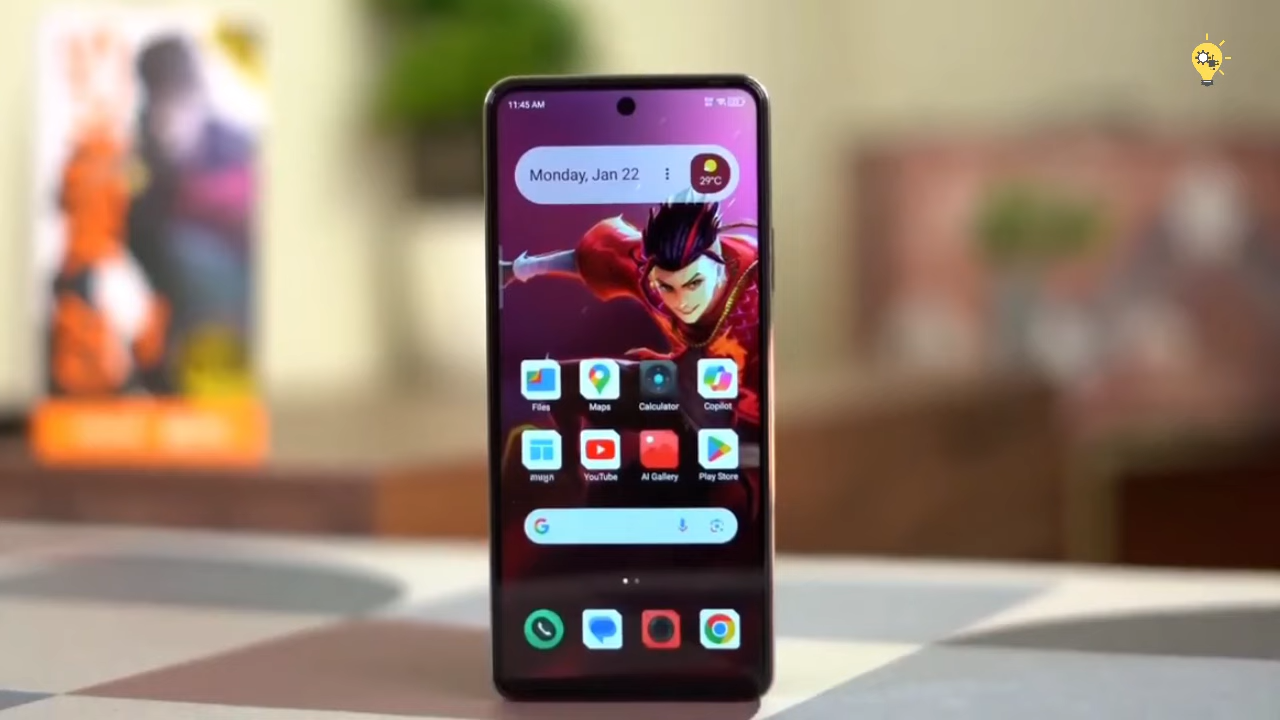 11:45 AM
Monday, Jan 22
29°C
Files
Maps
Calculator
Copilot
YouTube
AI Gallery
Play Store